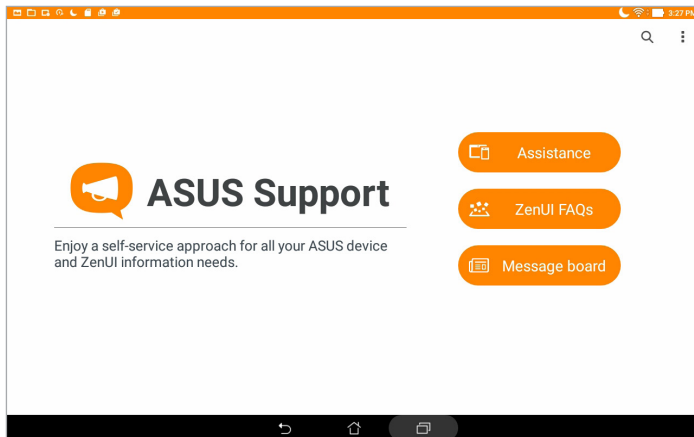 3:27 PM
ASUS Support
Enjoy a self-service approach for all your ASUS device
and ZenUI information needs.
Assistance
ZenUI FAQs
Message board